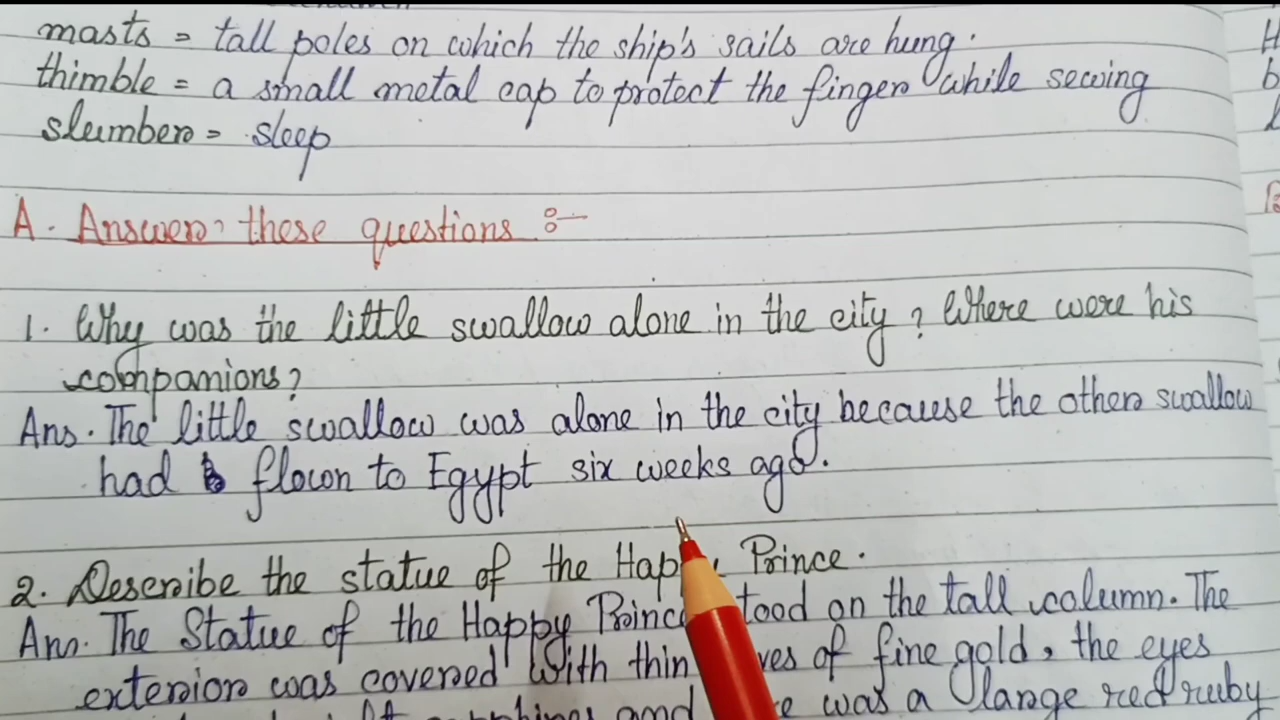 masts = tall poles on which the ship's sails are hung.
thimble = a small metal cap to protect the finger while sewing
slumber = sleep
A. Answer these questions :-
1. Why was the little swallow alone in the city ? Where were his
companions?
Ans. The little swallow was alone in the city because the other swallow
had flown to Egypt six weeks ago.
2. Describe the statue of the Happy Prince.
Ans. The Statue of the Happy Prince stood on the tall column. The
exterior was covered with thin of fine gold, the eyes
and was a large red ruby